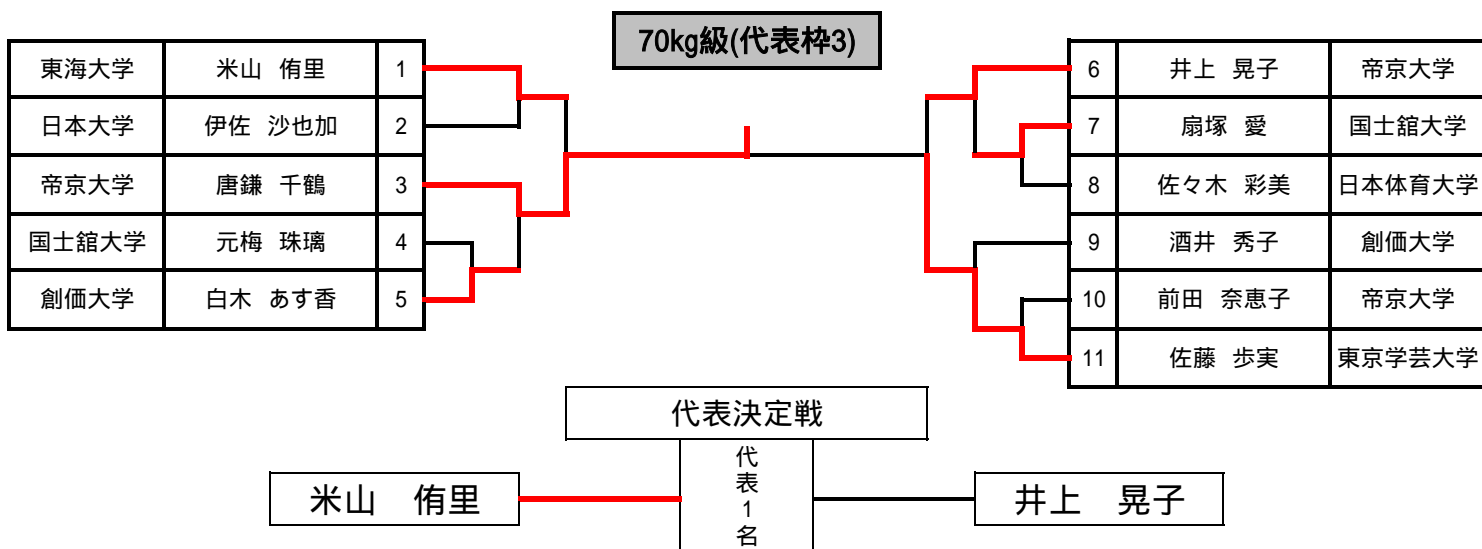 70kg級(代表枠3)
東海大学 米山 侑里 1
日本大学 伊佐 沙也加 2
帝京大学 唐鎌 千鶴 3
国士舘大学 元梅 珠璃 4
創価大学 白木 あす香 5
6 井上 晃子 帝京大学
7 扇塚 愛 国士舘大学
8 佐々木 彩美 日本体育大学
9 酒井 秀子 創価大学
10 前田 奈恵子 帝京大学
11 佐藤 歩実 東京学芸大学
代表決定戦
米山 侑里
代表1名
井上 晃子